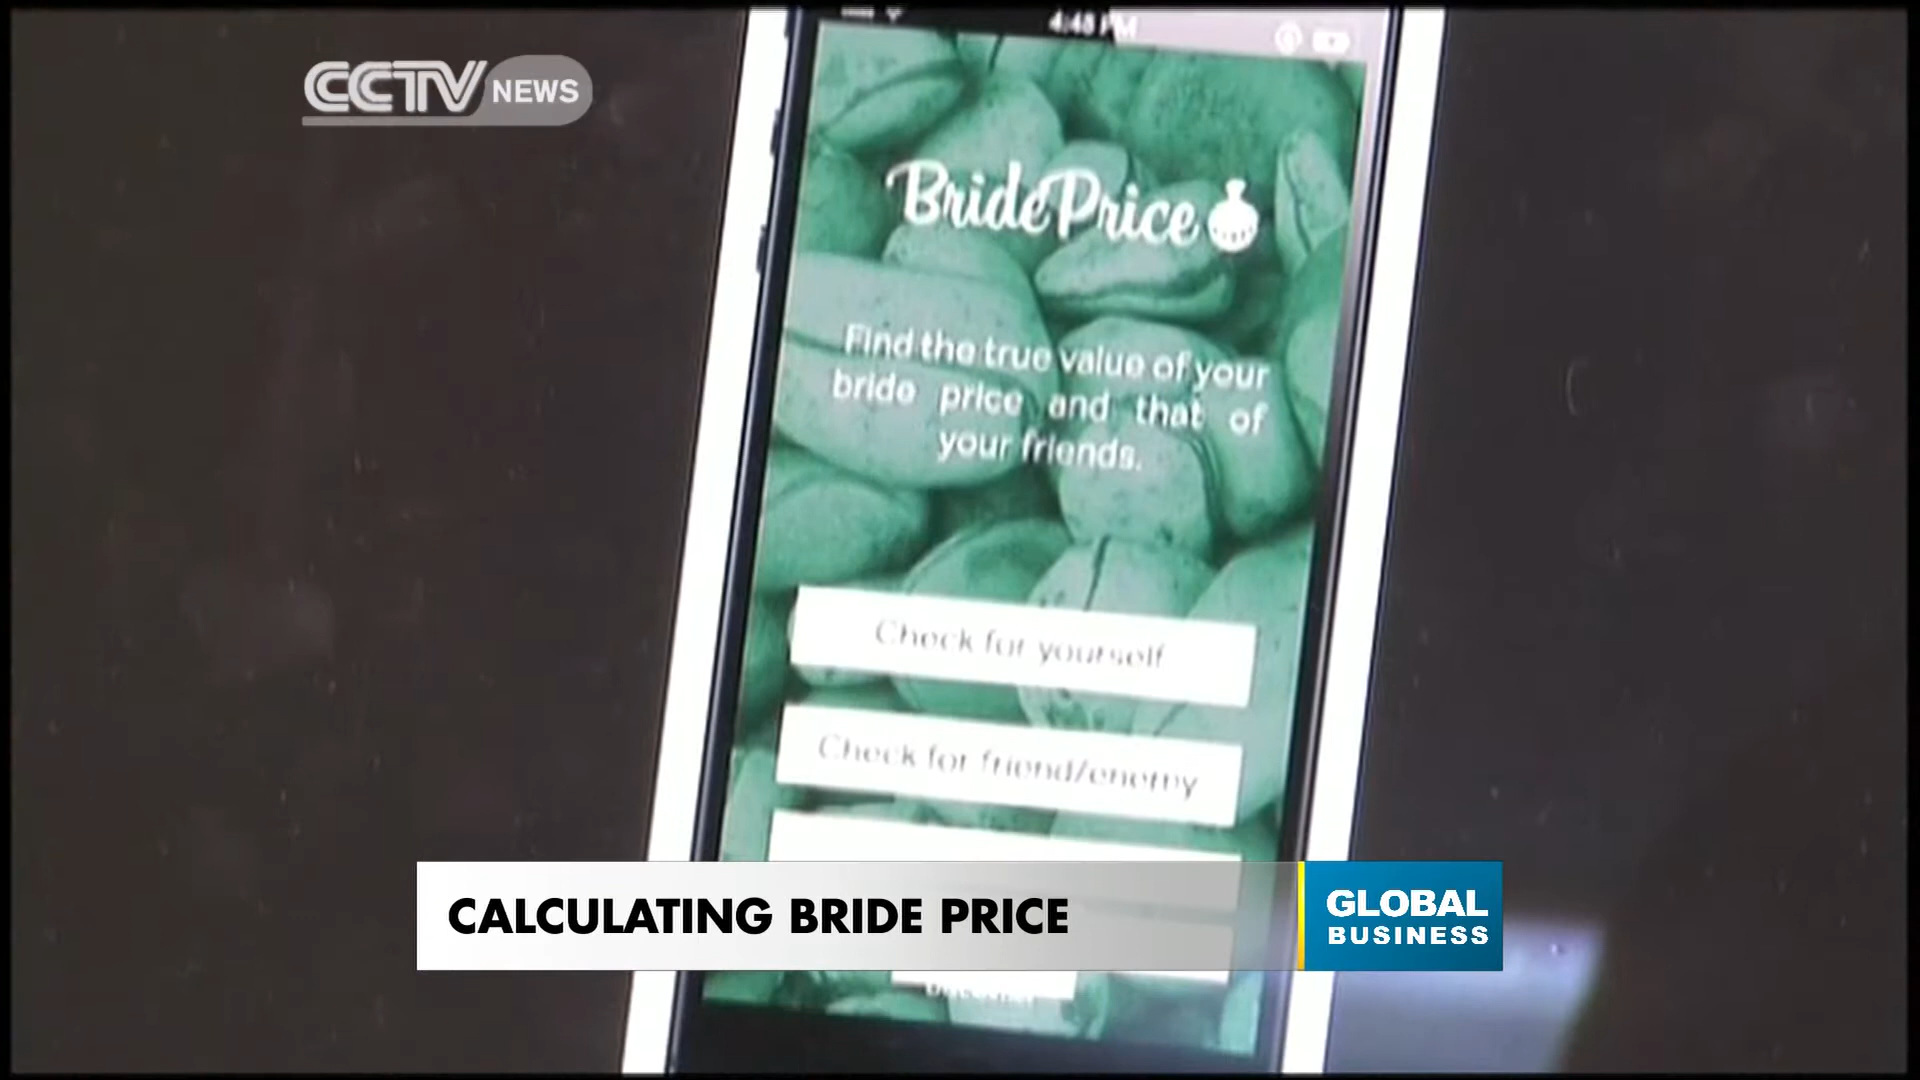 4:48 PM
CCTV NEWS
BridePrice
Find the true value of your
bride price and that of
your friends.
Check for yourself
Check for friend/enemy
CALCULATING BRIDE PRICE
GLOBAL
BUSINESS